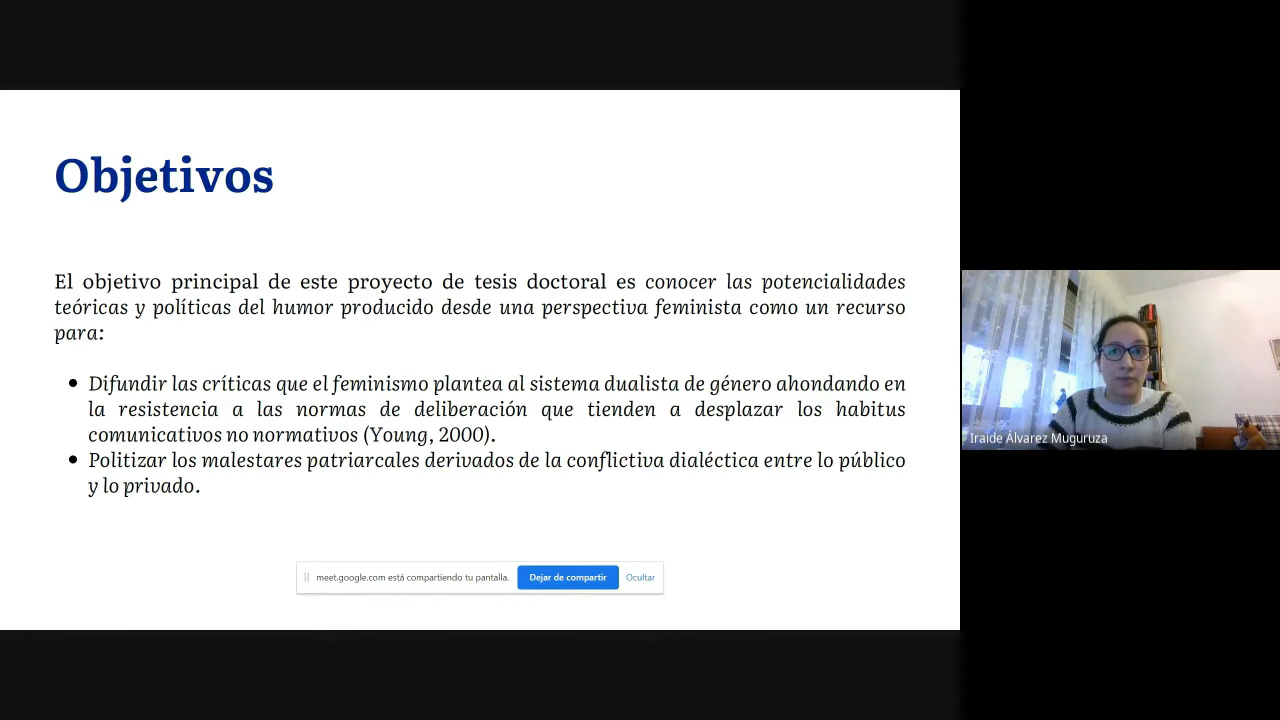 Objetivos
El objetivo principal de este proyecto de tesis doctoral es conocer las potencialidades
teóricas y políticas del humor producido desde una perspectiva feminista como un recurso
para:
Difundir las críticas que el feminismo plantea al sistema dualista de género ahondando en
la resistencia a las normas de deliberación que tienden a desplazar los habitus
comunicativos no normativos (Young, 2000).
Politizar los malestares patriarcales derivados de la conflictiva dialéctica entre lo público
y lo privado.
meet.google.com está compartiendo tu pantalla. Dejar de compartir Ocultar
Iraide Álvarez Muguruza